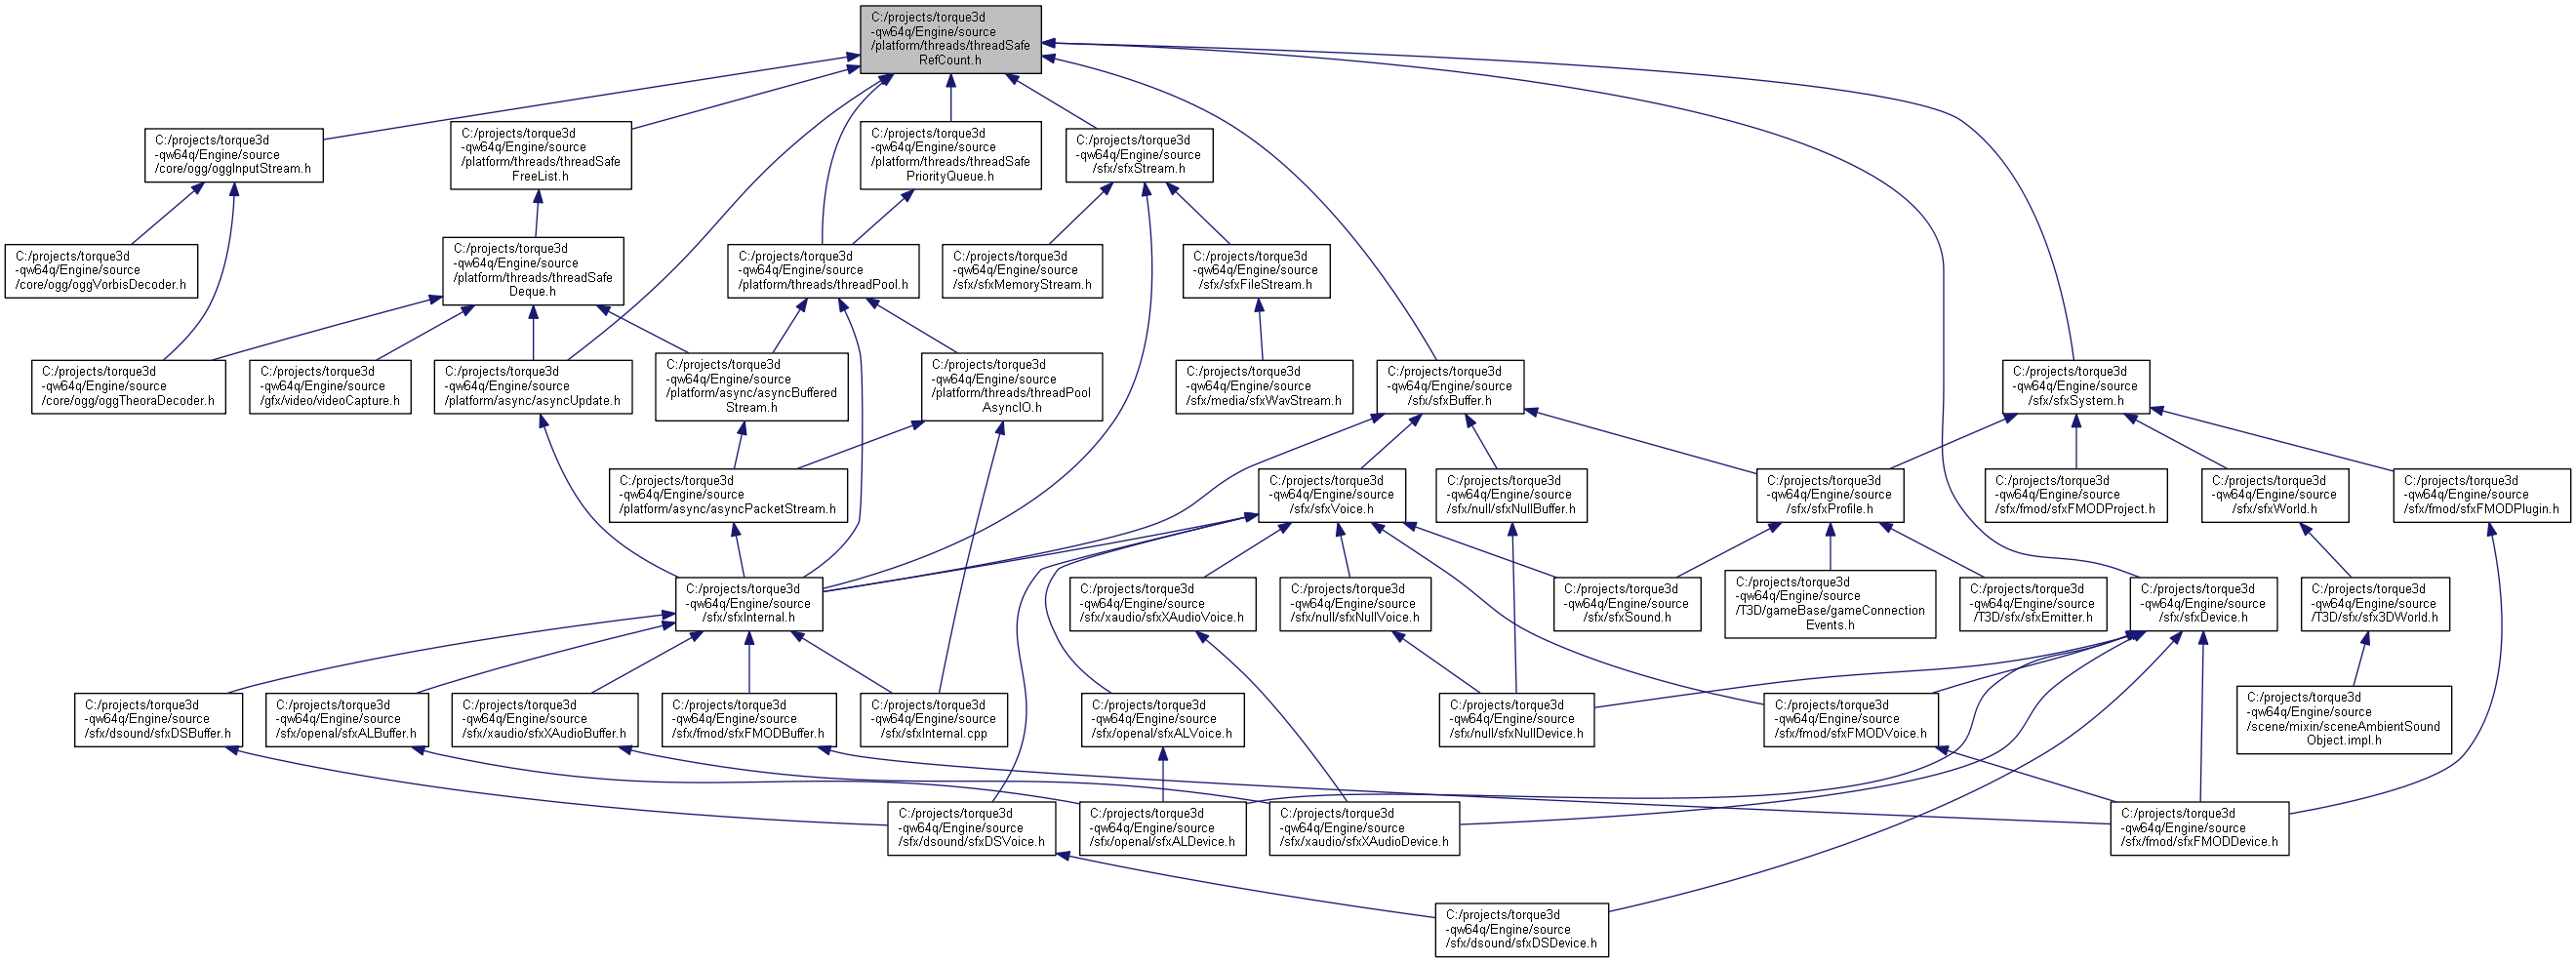 C:/projects/torque3d
-qw64q/Engine/source
/platform/threads/threadSafe
RefCount.h
C:/projects/torque3d
-qw64q/Engine/source
/core/ogg/oggInputStream.h
C:/projects/torque3d
-qw64q/Engine/source
/platform/threads/threadSafe
FreeList.h
C:/projects/torque3d
-qw64q/Engine/source
/platform/threads/threadSafe
PriorityQueue.h
C:/projects/torque3d
-qw64q/Engine/source
/sfx/sfxStream.h
C:/projects/torque3d
-qw64q/Engine/source
/core/ogg/oggVorbisDecoder.h
C:/projects/torque3d
-qw64q/Engine/source
/platform/threads/threadSafe
Deque.h
C:/projects/torque3d
-qw64q/Engine/source
/platform/threads/threadPool.h
C:/projects/torque3d
-qw64q/Engine/source
/sfx/sfxMemoryStream.h
C:/projects/torque3d
-qw64q/Engine/source
/sfx/sfxFileStream.h
C:/projects/torque3d
-qw64q/Engine/source
/core/ogg/oggTheoraDecoder.h
C:/projects/torque3d
-qw64q/Engine/source
/gfx/video/videoCapture.h
C:/projects/torque3d
-qw64q/Engine/source
/platform/async/asyncUpdate.h
C:/projects/torque3d
-qw64q/Engine/source
/platform/async/asyncBuffered
Stream.h
C:/projects/torque3d
-qw64q/Engine/source
/platform/threads/threadPool
AsyncIO.h
C:/projects/torque3d
-qw64q/Engine/source
/sfx/media/sfxWavStream.h
C:/projects/torque3d
-qw64q/Engine/source
/sfx/sfxBuffer.h
C:/projects/torque3d
-qw64q/Engine/source
/sfx/sfxSystem.h
C:/projects/torque3d
-qw64q/Engine/source
/platform/async/asyncPacketStream.h
C:/projects/torque3d
-qw64q/Engine/source
/sfx/sfxVoice.h
C:/projects/torque3d
-qw64q/Engine/source
/sfx/null/sfxNullBuffer.h
C:/projects/torque3d
-qw64q/Engine/source
/sfx/sfxProfile.h
C:/projects/torque3d
-qw64q/Engine/source
/sfx/fmod/sfxFMODProject.h
C:/projects/torque3d
-qw64q/Engine/source
/sfx/sfxWorld.h
C:/projects/torque3d
-qw64q/Engine/source
/sfx/fmod/sfxFMODPlugin.h
C:/projects/torque3d
-qw64q/Engine/source
/sfx/sfxInternal.h
C:/projects/torque3d
-qw64q/Engine/source
/sfx/xaudio/sfxXAudioVoice.h
C:/projects/torque3d
-qw64q/Engine/source
/sfx/null/sfxNullVoice.h
C:/projects/torque3d
-qw64q/Engine/source
/sfx/sfxSound.h
C:/projects/torque3d
-qw64q/Engine/source
/T3D/gameBase/gameConnection
Events.h
C:/projects/torque3d
-qw64q/Engine/source
/T3D/sfx/sfxEmitter.h
C:/projects/torque3d
-qw64q/Engine/source
/sfx/sfxDevice.h
C:/projects/torque3d
-qw64q/Engine/source
/T3D/sfx/sfx3DWorld.h
C:/projects/torque3d
-qw64q/Engine/source
/sfx/dsound/sfxDSBuffer.h
C:/projects/torque3d
-qw64q/Engine/source
/sfx/openal/sfxALBuffer.h
C:/projects/torque3d
-qw64q/Engine/source
/sfx/xaudio/sfxXAudioBuffer.h
C:/projects/torque3d
-qw64q/Engine/source
/sfx/fmod/sfxFMODBuffer.h
C:/projects/torque3d
-qw64q/Engine/source
/sfx/sfxInternal.cpp
C:/projects/torque3d
-qw64q/Engine/source
/sfx/openal/sfxALVoice.h
C:/projects/torque3d
-qw64q/Engine/source
/sfx/null/sfxNullDevice.h
C:/projects/torque3d
-qw64q/Engine/source
/sfx/fmod/sfxFMODVoice.h
C:/projects/torque3d
-qw64q/Engine/source
/scene/mixin/sceneAmbientSound
Object.impl.h
C:/projects/torque3d
-qw64q/Engine/source
/sfx/dsound/sfxDSVoice.h
C:/projects/torque3d
-qw64q/Engine/source
/sfx/openal/sfxALDevice.h
C:/projects/torque3d
-qw64q/Engine/source
/sfx/xaudio/sfxXAudioDevice.h
C:/projects/torque3d
-qw64q/Engine/source
/sfx/fmod/sfxFMODDevice.h
C:/projects/torque3d
-qw64q/Engine/source
/sfx/dsound/sfxDSDevice.h